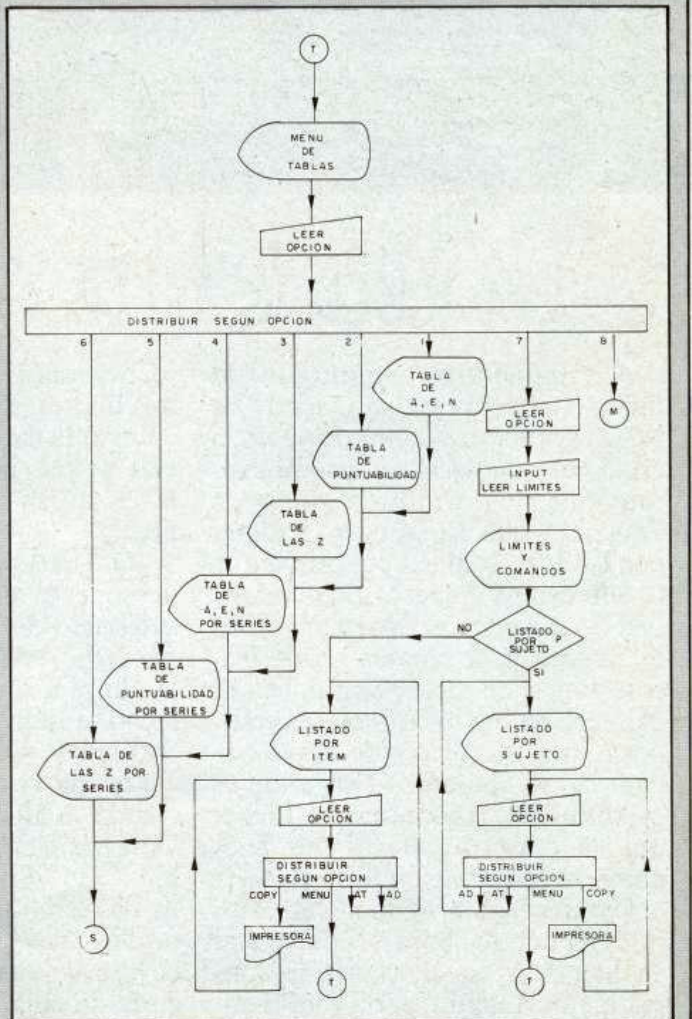 T
MENU
DE
TABLAS
LEER
OPCION
DISTRIBUIR SEGUN OPCION
6 5 4 3 2 1 7 8
TABLA
DE
A, E, N
LEER
OPCION
M
TABLA
DE
PUNTUABILIDAD
INPUT
LEER LIMITES
TABLA
DE
LAS Z
LIMITES
Y
COMANDOS
TABLA
DE
A, E, N
POR SERIES
NO
LISTADO
POR ?
SUJETO
SI
TABLA
DE
PUNTUABILIDAD
POR SERIES
LISTADO
POR
ITEM
LISTADO
POR
SUJETO
TABLA DE
LAS Z POR
SERIES
LEER
OPCION
LEER
OPCION
DISTRIBUIR
SEGUN OPCION
DISTRIBUIR
SEGUN OPCION
COPY MENU AT AD
AD AT MENU COPY
IMPRESORA
IMPRESORA
S
T
T